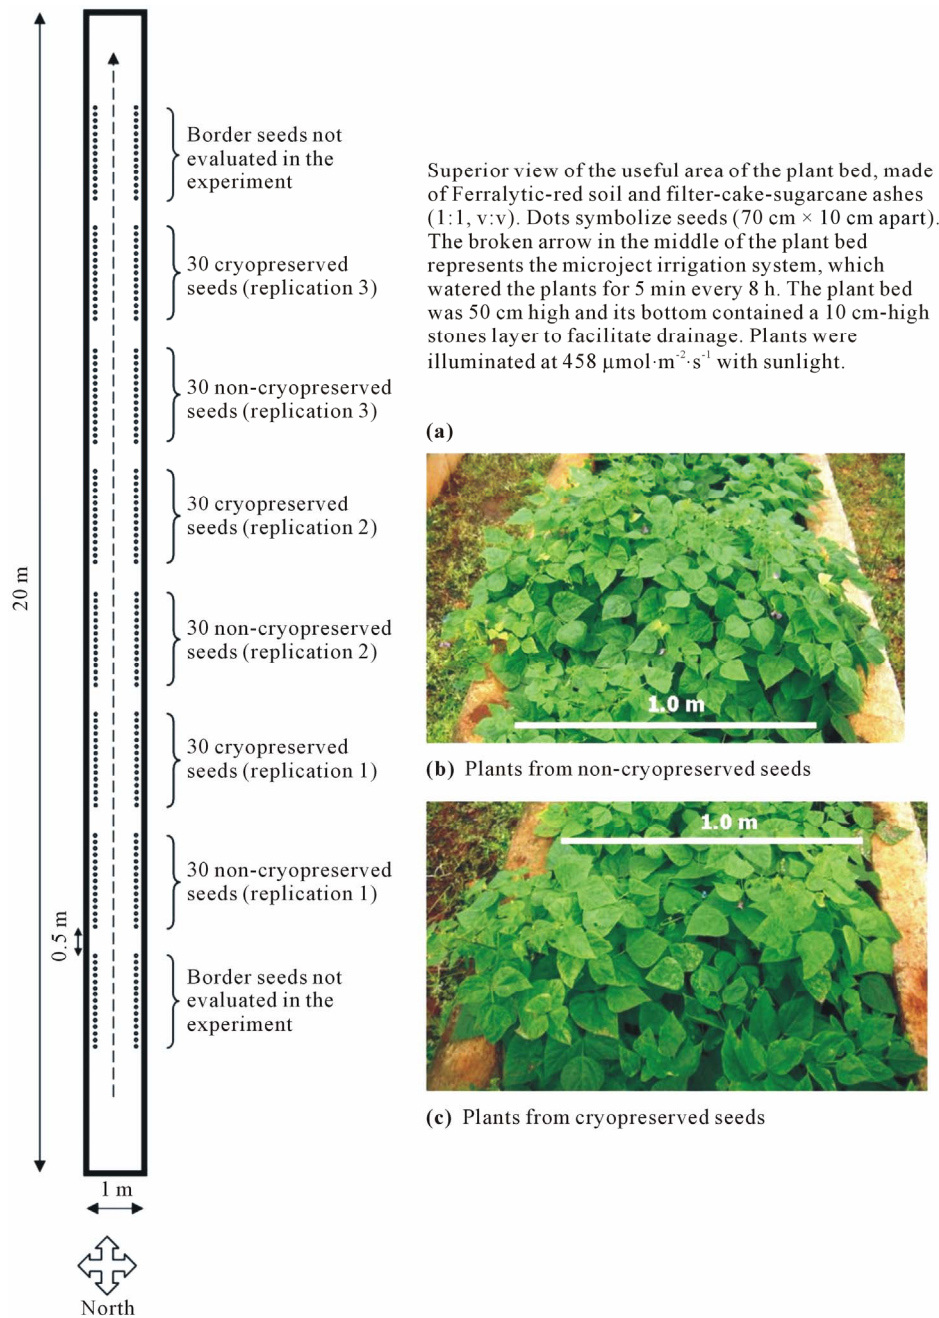 Border seeds not
evaluated in the
experiment
30 cryopreserved
seeds (replication 3)
30 non-cryopreserved
seeds (replication 3)
30 cryopreserved
seeds (replication 2)
30 non-cryopreserved
seeds (replication 2)
30 cryopreserved
seeds (replication 1)
30 non-cryopreserved
seeds (replication 1)
Border seeds not
evaluated in the
experiment
20 m
0.5 m
1 m
North
Superior view of the useful area of the plant bed, made
of Ferralytic-red soil and filter-cake-sugarcane ashes
(1:1, v:v). Dots symbolize seeds (70 cm × 10 cm apart).
The broken arrow in the middle of the plant bed
represents the microject irrigation system, which
watered the plants for 5 min every 8 h. The plant bed
was 50 cm high and its bottom contained a 10 cm-high
stones layer to facilitate drainage. Plants were
illuminated at 458 μmol·m⁻²·s⁻¹ with sunlight.
(a)
1.0 m
(b) Plants from non-cryopreserved seeds
1.0 m
(c) Plants from cryopreserved seeds